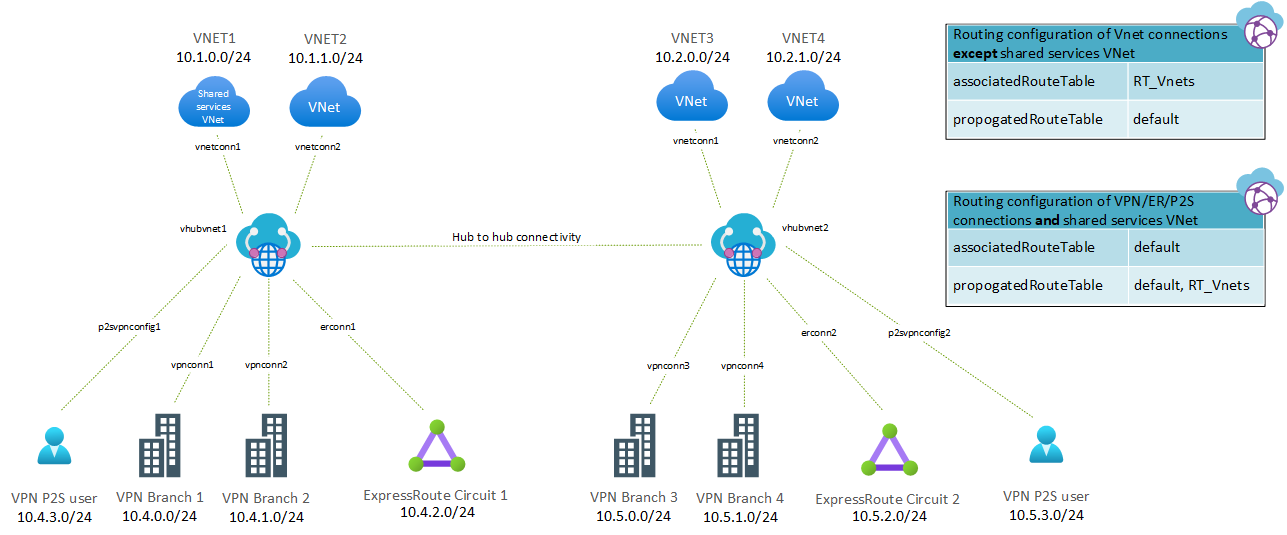 VNET1
10.1.0.0/24
VNET2
10.1.1.0/24
VNET3
10.2.0.0/24
VNET4
10.2.1.0/24
Shared
services
VNet
VNet
VNet
VNet
vnetconn1
vnetconn2
vnetconn1
vnetconn2
Routing configuration of Vnet connections
except shared services VNet
associatedRouteTable RT_Vnets
propogatedRouteTable default
Routing configuration of VPN/ER/P2S
connections and shared services VNet
associatedRouteTable default
propogatedRouteTable default, RT_Vnets
vhubvnet1
Hub to hub connectivity
vhubvnet2
p2svpnconfig1
vpnconn1
vpnconn2
erconn1
vpnconn3
vpnconn4
erconn2
p2svpnconfig2
VPN P2S user
10.4.3.0/24
VPN Branch 1
10.4.0.0/24
VPN Branch 2
10.4.1.0/24
ExpressRoute Circuit 1
10.4.2.0/24
VPN Branch 3
10.5.0.0/24
VPN Branch 4
10.5.1.0/24
ExpressRoute Circuit 2
10.5.2.0/24
VPN P2S user
10.5.3.0/24